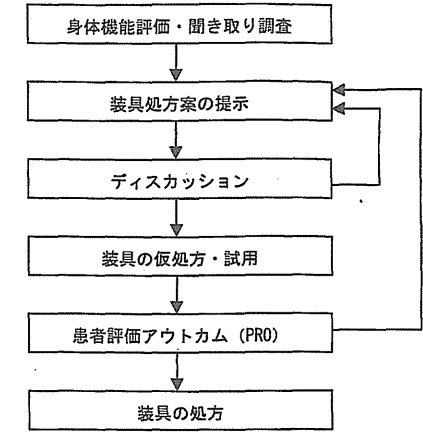 身体機能評価・聞き取り調査
装具処方案の提示
ディスカッション
装具の仮処方・試用
患者評価アウトカム (PRO)
装具の処方